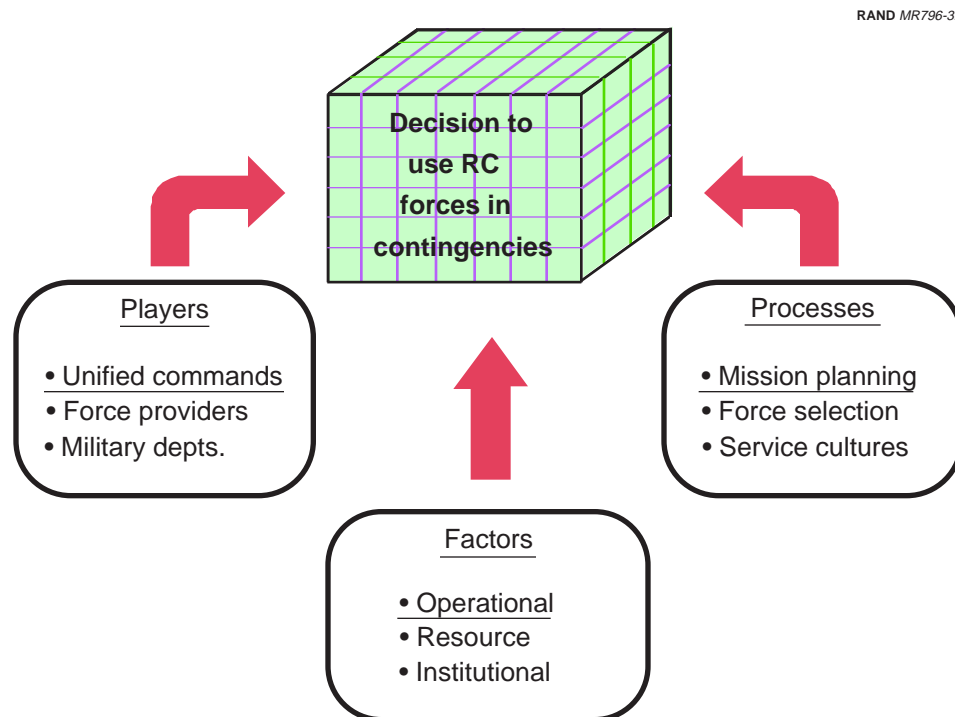 RAND MR796-3.
Decision to
use RC
forces in
contingencies
Players
• Unified commands
• Force providers
• Military depts.
Processes
• Mission planning
• Force selection
• Service cultures
Factors
• Operational
• Resource
• Institutional